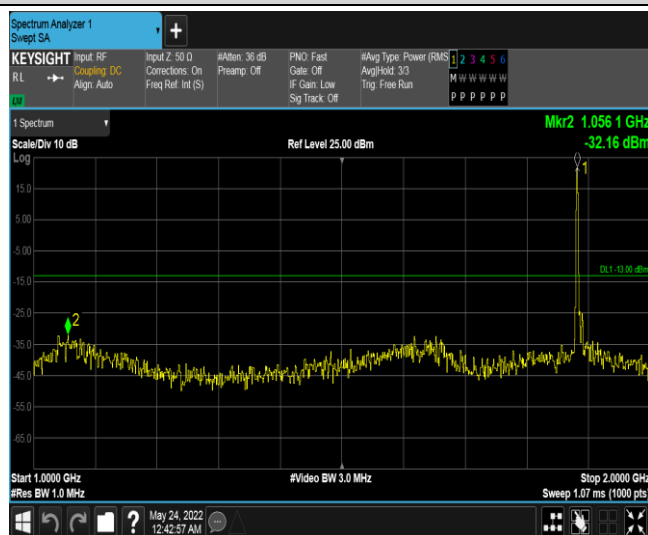 Spectrum Analyzer 1
Swept SA
KEYSIGHT Input: RF Input Z: 50 Ω #Atten: 36 dB PNO: Fast #Avg Type: Power (RMS 1 2 3 4 5 6
RL Coupling: DC Corrections: On Preamp: Off Gate: Off Avg|Hold: 3/3 M W W W W W
Align: Auto Freq Ref: Int (S) IF Gain: Low Trig: Free Run
Sig Track: Off P P P P P P
1 Spectrum Mkr2 1.056 1 GHz
Scale/Div 10 dB Ref Level 25.00 dBm -32.16 dBm
Log
1
15.0
5.00
-5.00
DL1 -13.00 dBm
-15.0
-25.0
2
-35.0
-45.0
-55.0
-65.0
Start 1.0000 GHz #Video BW 3.0 MHz Stop 2.0000 GHz
#Res BW 1.0 MHz Sweep 1.07 ms (1000 pts)
May 24, 2022
12:42:57 AM